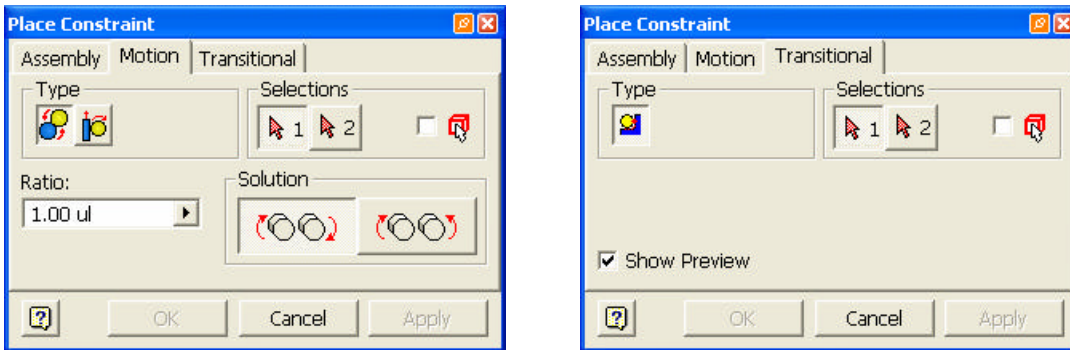 Place Constraint
Assembly Motion Transitional
Type
Selections
1 2
Ratio:
Solution
1.00 ul
? OK Cancel Apply
Place Constraint
Assembly Motion Transitional
Type
Selections
1 2
Show Preview
? OK Cancel Apply